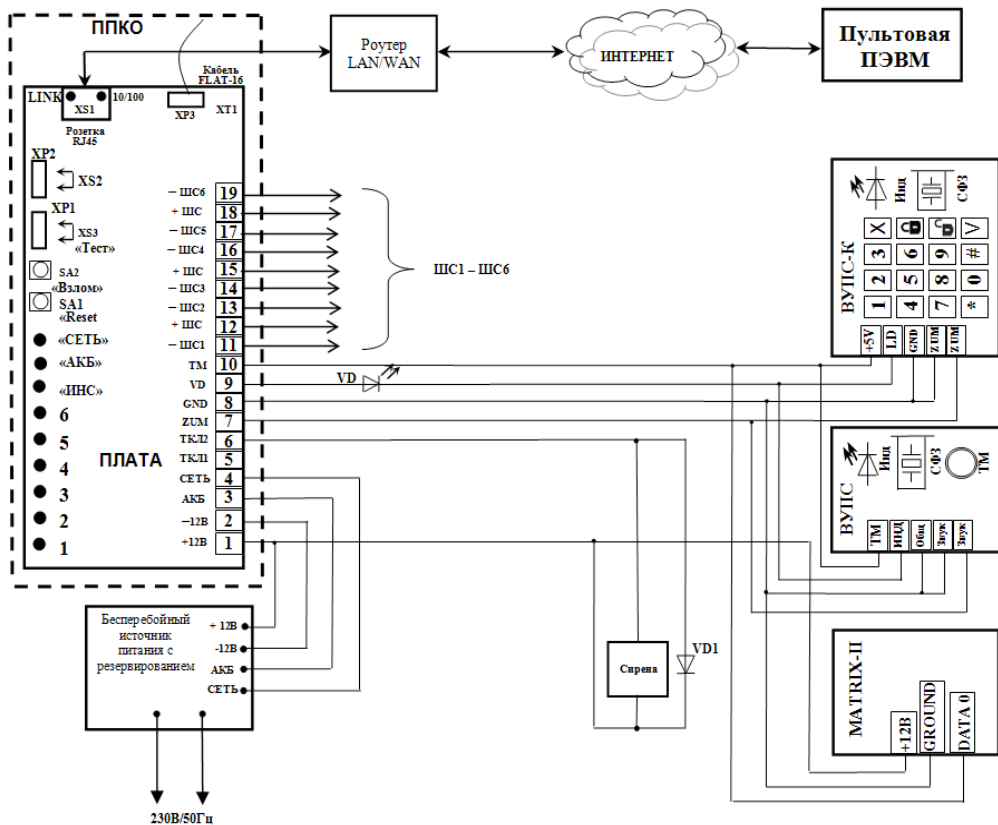 ППКО
Роутер
LAN/WAN
ИНТЕРНЕТ
Пультовая
ПЭВМ
Кабель
FLAT-16
LINK
XS1
10/100
XP3
XT1
Розетка
RJ45
XP2
XS2
XP1
XS3
«Тест»
SA2
«Взлом»
SA1
«Reset
«СЕТЬ»
«АКБ»
«ИНС»
6
5
4
3
2
1
ПЛАТА
− ШС6 19
+ ШС 18
− ШС5 17
− ШС4 16
+ ШС 15
− ШС3 14
− ШС2 13
+ ШС 12
− ШС1 11
ТМ 10
VD 9
GND 8
ZUM 7
ТКЛ2 6
ТКЛ1 5
СЕТЬ 4
АКБ 3
−12В 2
+12В 1
ШС1 – ШС6
VD
Сирена
VD1
Бесперебойный
источник
питания с
резервированием
+ 12В
-12В
АКБ
СЕТЬ
230В/50Гц
ВУПС-К
Инд
СФЗ
1 2 3 X
4 5 6
7 8 9
* 0 # V
+5V
LD
GND
ZUM
ZUM
ВУПС
Инд
СФЗ
ТМ
ТМ
ИНД
Общ
Звук
Звук
MATRIX-II
+12В
GROUND
DATA 0